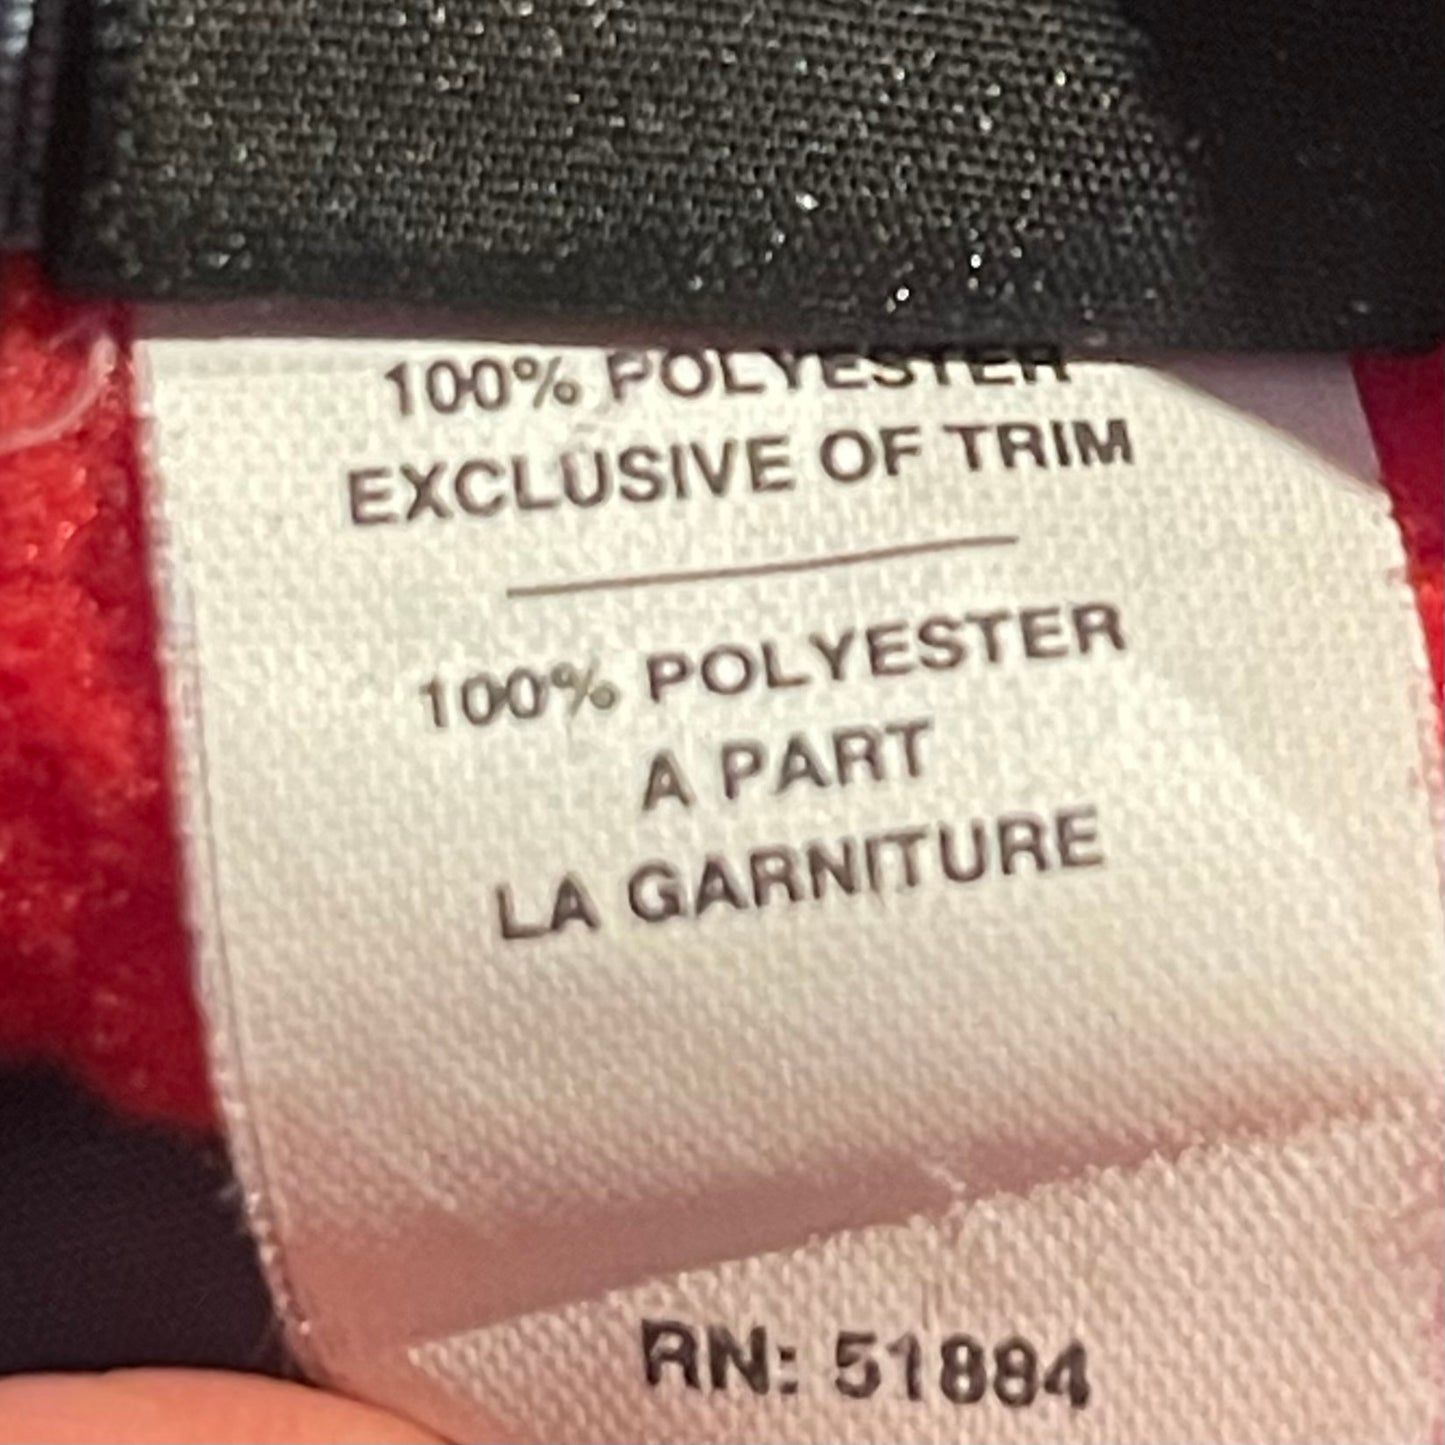 100% POLYESTER
EXCLUSIVE OF TRIM
100% POLYESTER
A PART
LA GARNITURE
RN: 51884